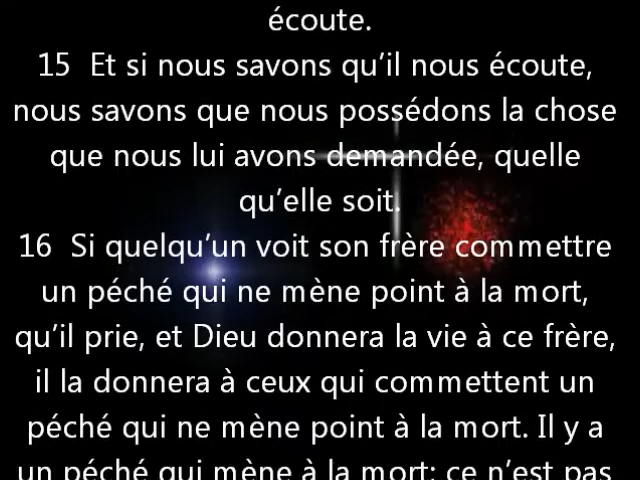 écoute.
15 Et si nous savons qu’il nous écoute,
nous savons que nous possédons la chose
que nous lui avons demandée, quelle
qu’elle soit.
16 Si quelqu’un voit son frère commettre
un péché qui ne mène point à la mort,
qu’il prie, et Dieu donnera la vie à ce frère,
il la donnera à ceux qui commettent un
péché qui ne mène point à la mort. Il y a
un péché qui mène à la mort; ce n’est pas